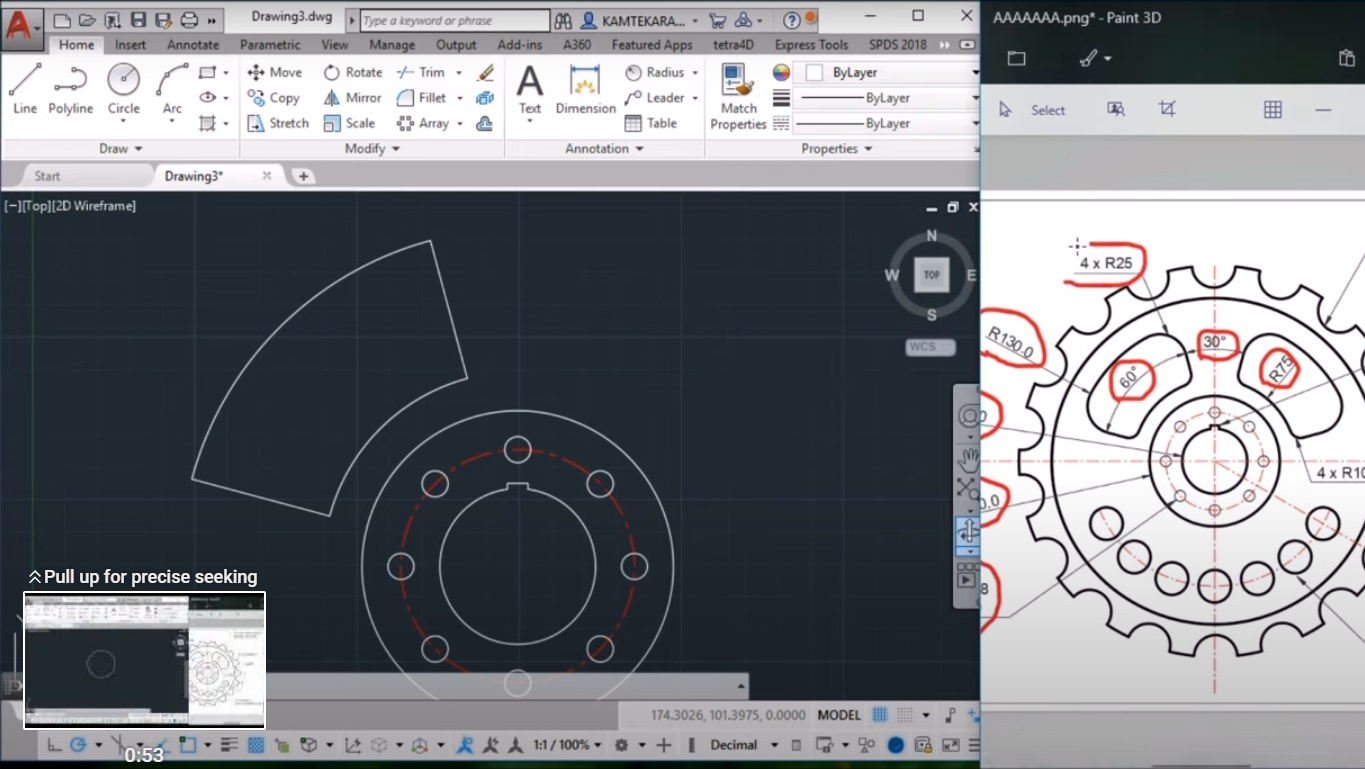 Drawing3.dwg
Type a keyword or phrase
KAMTEKARA...
AAAAAAA.png* - Paint 3D
Home Insert Annotate Parametric View Manage Output Add-ins A360 Featured Apps tetra4D Express Tools SPDS 2018
Line Polyline Circle Arc
Move Rotate Trim
Copy Mirror Fillet
Stretch Scale Array
Text Dimension
Radius
Leader
Table
Match
Properties
ByLayer
ByLayer
ByLayer
Draw Modify Annotation Properties
Select
Start Drawing3* +
[−][Top][2D Wireframe]
N
W TOP E
S
WCS
4 x R25
R130.0
30°
60°
R75
0
4 x R10
0.0
8
Pull up for precise seeking
0:53
174.3026, 101.3975, 0.0000 MODEL
1:1 / 100% Decimal